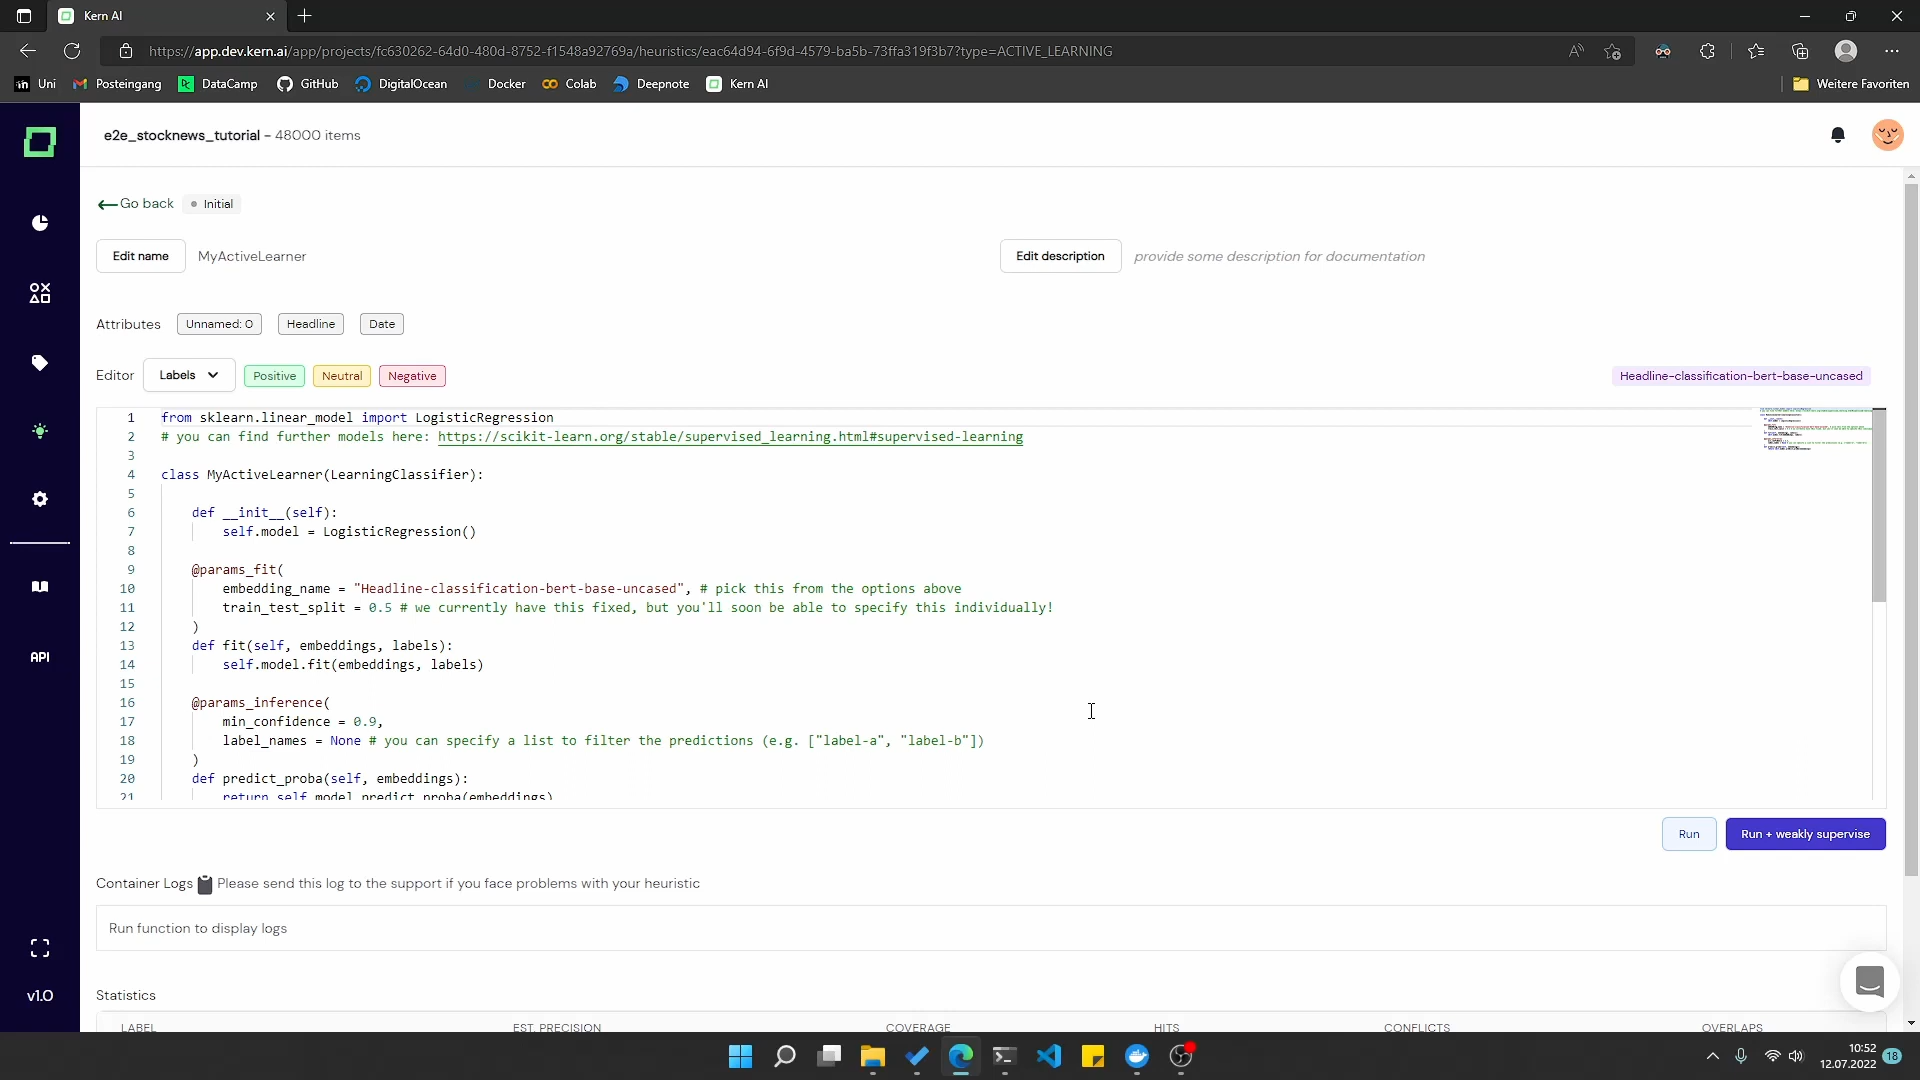 Kern AI
https://app.dev.kern.ai/app/projects/fc630262-64d0-480d-8752-f1548a92769a/heuristics/eac64d94-6f9d-4579-ba5b-73ffa319f3b7?type=ACTIVE_LEARNING
Uni Posteingang DataCamp GitHub DigitalOcean Docker Colab Deepnote Kern AI Weitere Favoriten
e2e_stocknews_tutorial - 48000 items
Go back Initial
Edit name MyActiveLearner Edit description provide some description for documentation
Attributes Unnamed: 0 Headline Date
Editor Labels Positive Neutral Negative Headline-classification-bert-base-uncased
1 from sklearn.linear_model import LogisticRegression
2 # you can find further models here: https://scikit-learn.org/stable/supervised_learning.html#supervised-learning
3
4 class MyActiveLearner(LearningClassifier):
5
6 def __init__(self):
7 self.model = LogisticRegression()
8
9 @params_fit(
10 embedding_name = "Headline-classification-bert-base-uncased", # pick this from the options above
11 train_test_split = 0.5 # we currently have this fixed, but you'll soon be able to specify this individually!
12 )
13 def fit(self, embeddings, labels):
14 self.model.fit(embeddings, labels)
15
16 @params_inference(
17 min_confidence = 0.9,
18 label_names = None # you can specify a list to filter the predictions (e.g. ["label-a", "label-b"])
19 )
20 def predict_proba(self, embeddings):
21 return self.model.predict_proba(embeddings)
Run Run + weakly supervise
Container Logs Please send this log to the support if you face problems with your heuristic
Run function to display logs
Statistics
LABEL EST. PRECISION COVERAGE HITS CONFLICTS OVERLAPS
API
v1.0
10:52
12.07.2022 18